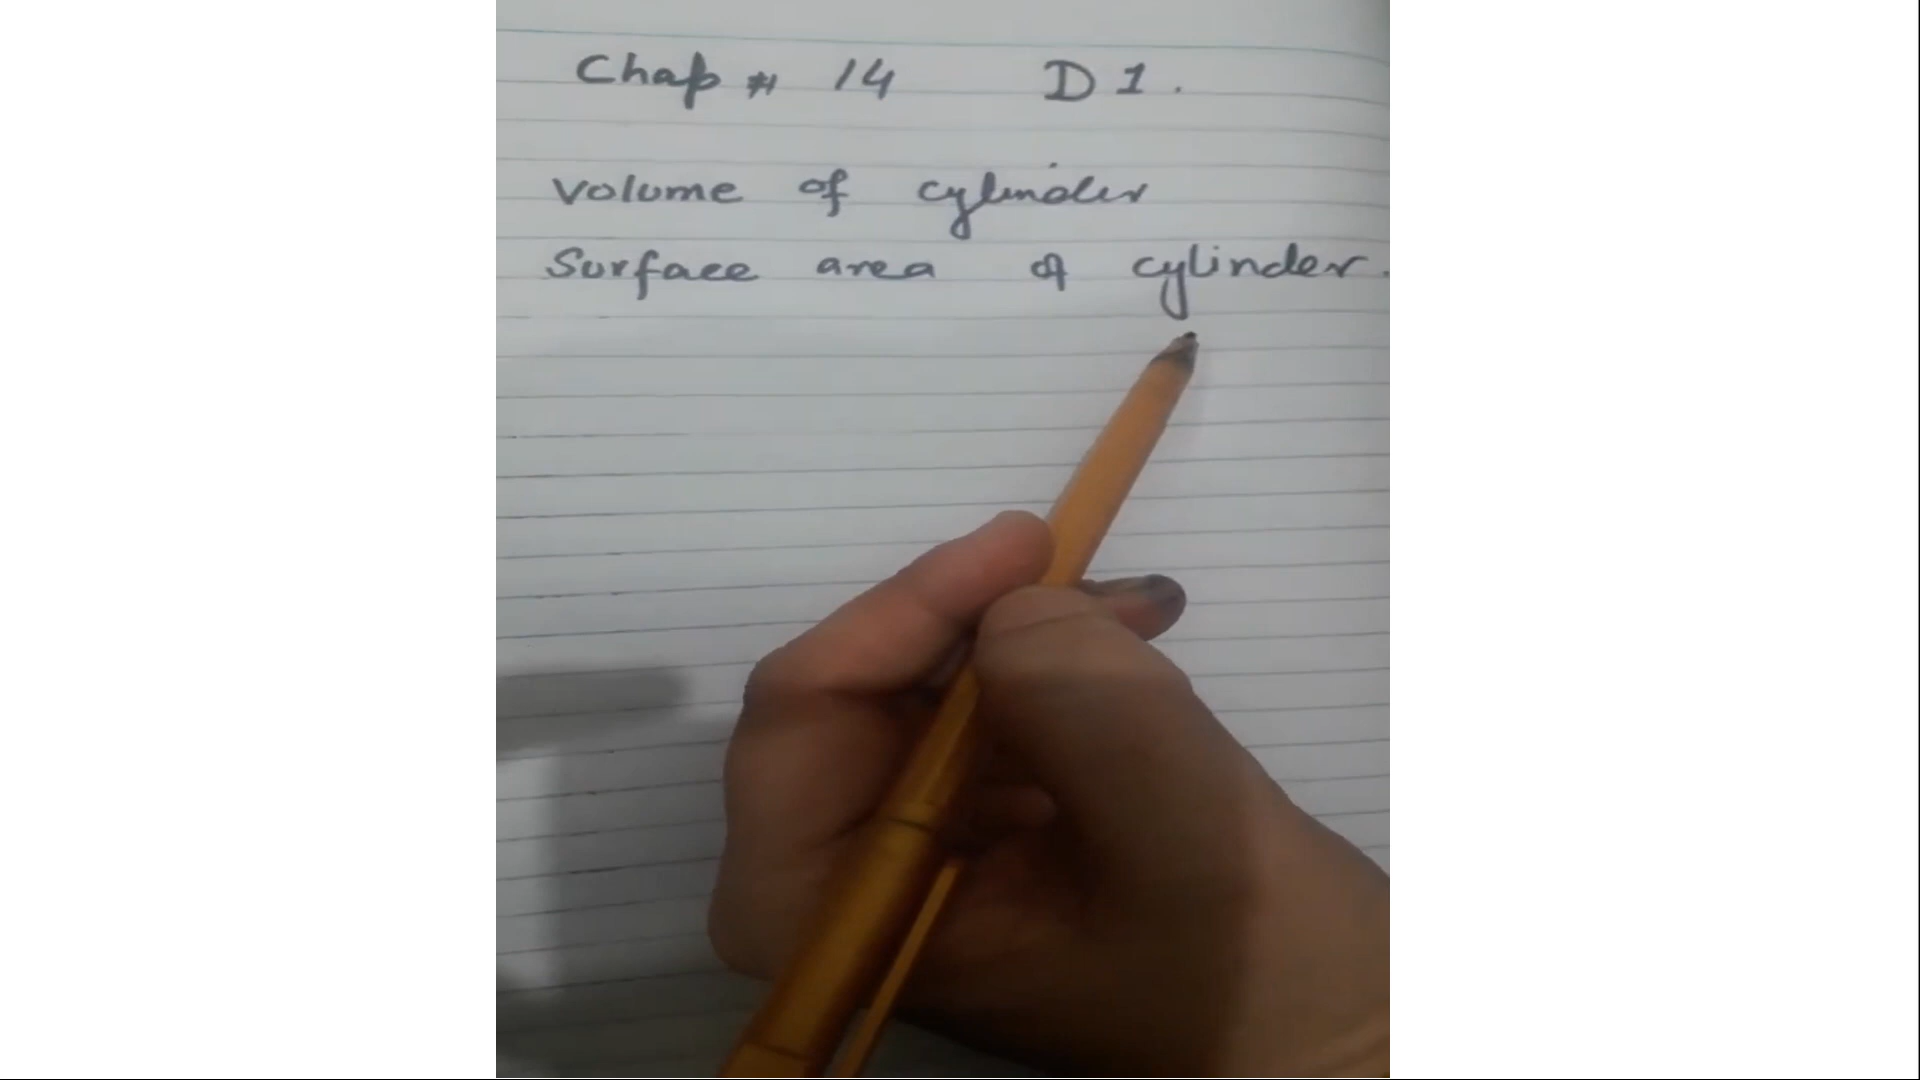 Chap # 14 D1.
Volume of cylinder
Surface area of cylinder.